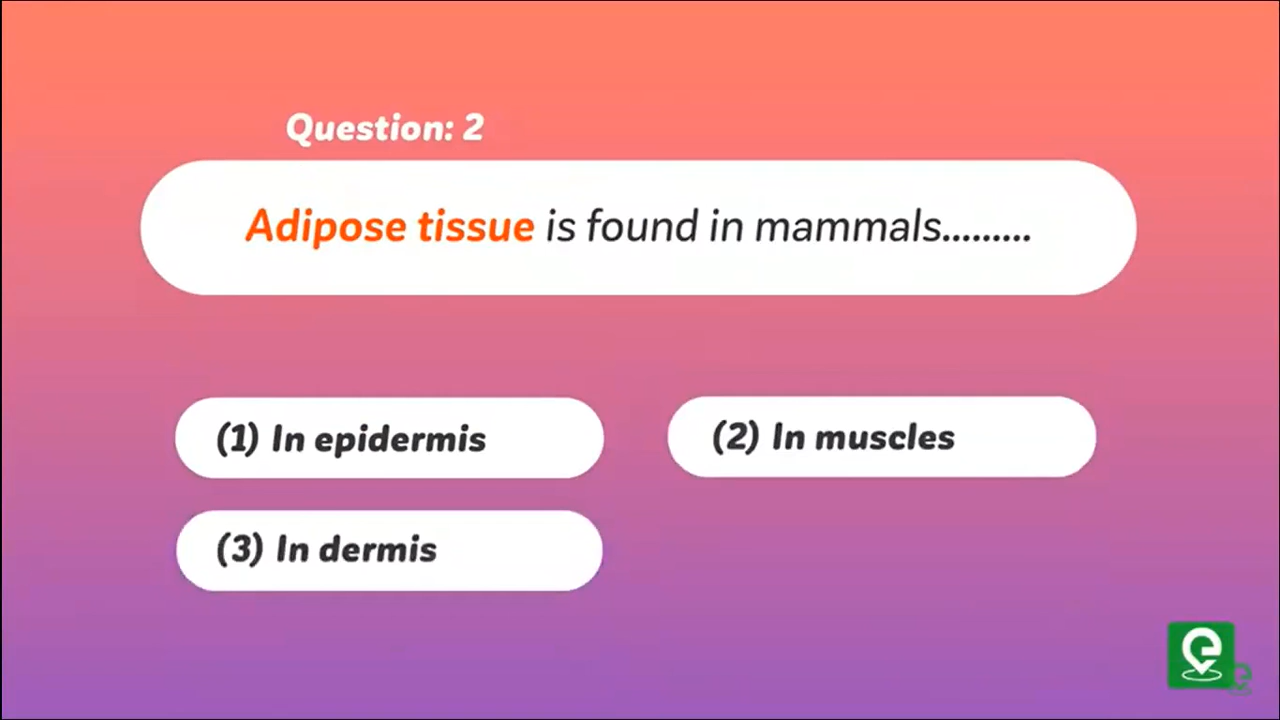 Question: 2
Adipose tissue is found in mammals.........
(1) In epidermis
(2) In muscles
(3) In dermis